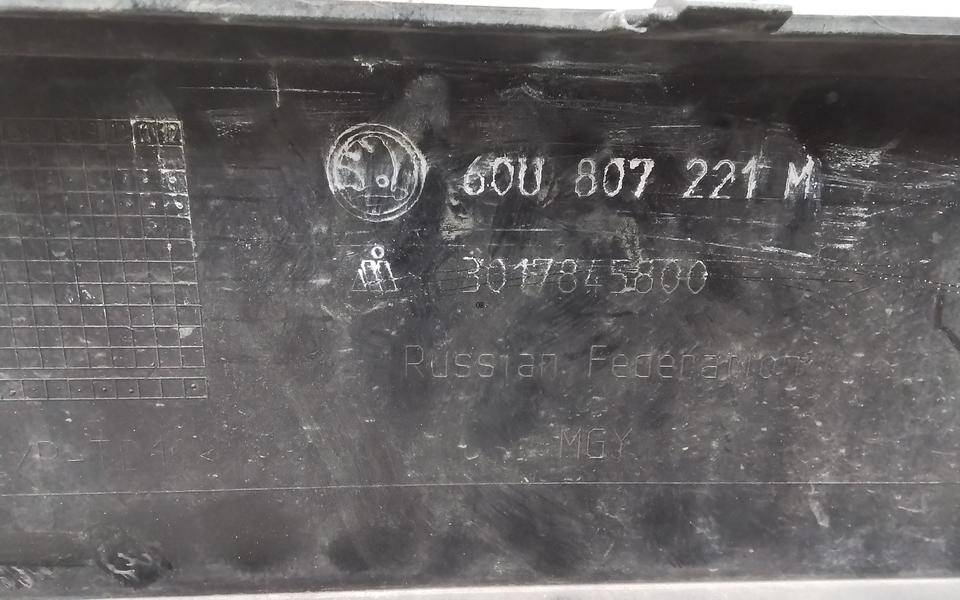 60U 807 221 M
3017845800
Russian Federation
MGY